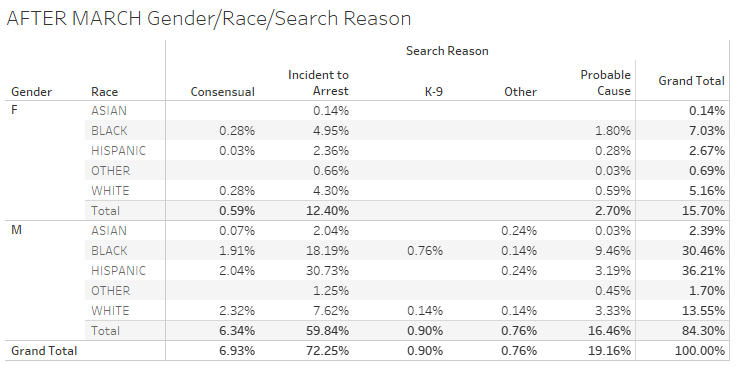 AFTER MARCH Gender/Race/Search Reason
Search Reason
Gender Race Consensual Incident to Arrest K-9 Other Probable Cause Grand Total
F ASIAN 0.14% 0.14%
BLACK 0.28% 4.95% 1.80% 7.03%
HISPANIC 0.03% 2.36% 0.28% 2.67%
OTHER 0.66% 0.03% 0.69%
WHITE 0.28% 4.30% 0.59% 5.16%
Total 0.59% 12.40% 2.70% 15.70%
M ASIAN 0.07% 2.04% 0.24% 0.03% 2.39%
BLACK 1.91% 18.19% 0.76% 0.14% 9.46% 30.46%
HISPANIC 2.04% 30.73% 0.24% 3.19% 36.21%
OTHER 1.25% 0.45% 1.70%
WHITE 2.32% 7.62% 0.14% 0.14% 3.33% 13.55%
Total 6.34% 59.84% 0.90% 0.76% 16.46% 84.30%
Grand Total 6.93% 72.25% 0.90% 0.76% 19.16% 100.00%